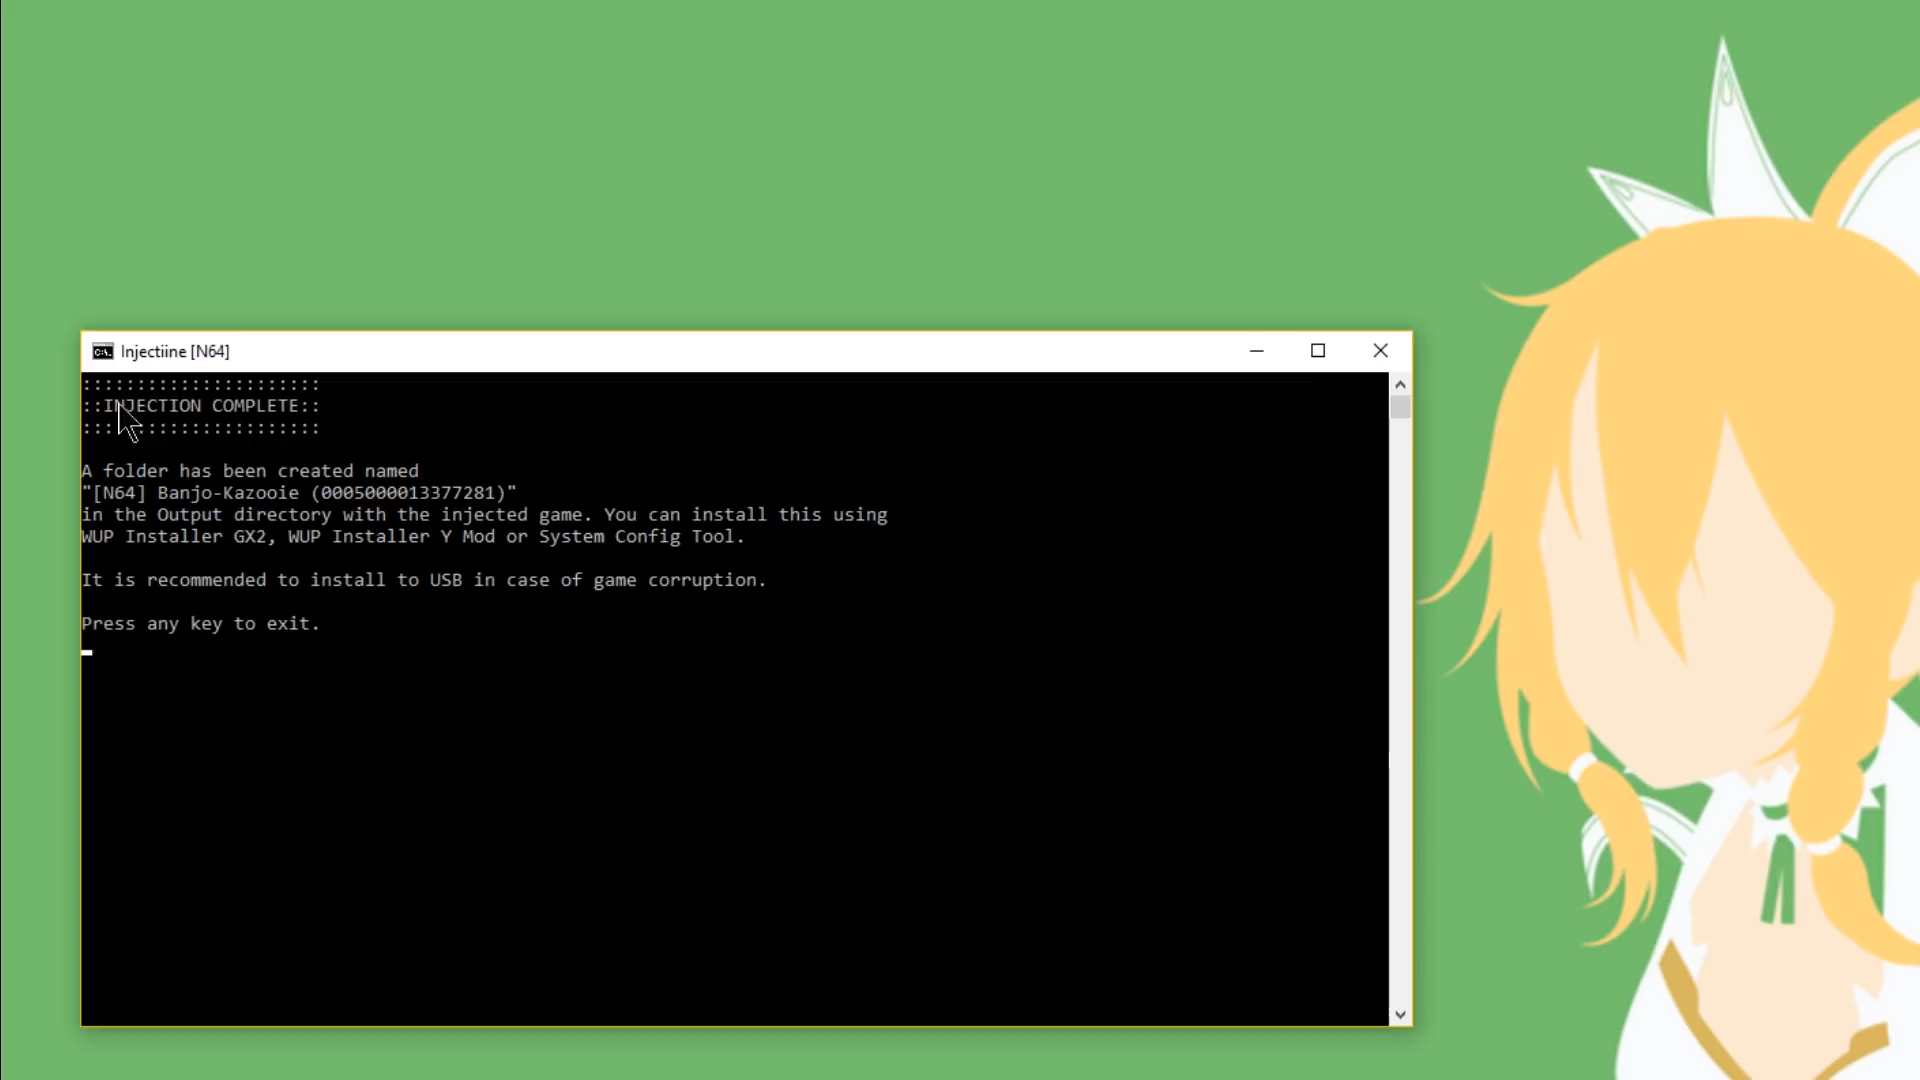 Injectiine [N64]
::::::::::::::::::::::
::INJECTION COMPLETE::
::::::::::::::::::::::
A folder has been created named
"[N64] Banjo-Kazooie (0005000013377281)"
in the Output directory with the injected game. You can install this using
WUP Installer GX2, WUP Installer Y Mod or System Config Tool.
It is recommended to install to USB in case of game corruption.
Press any key to exit.